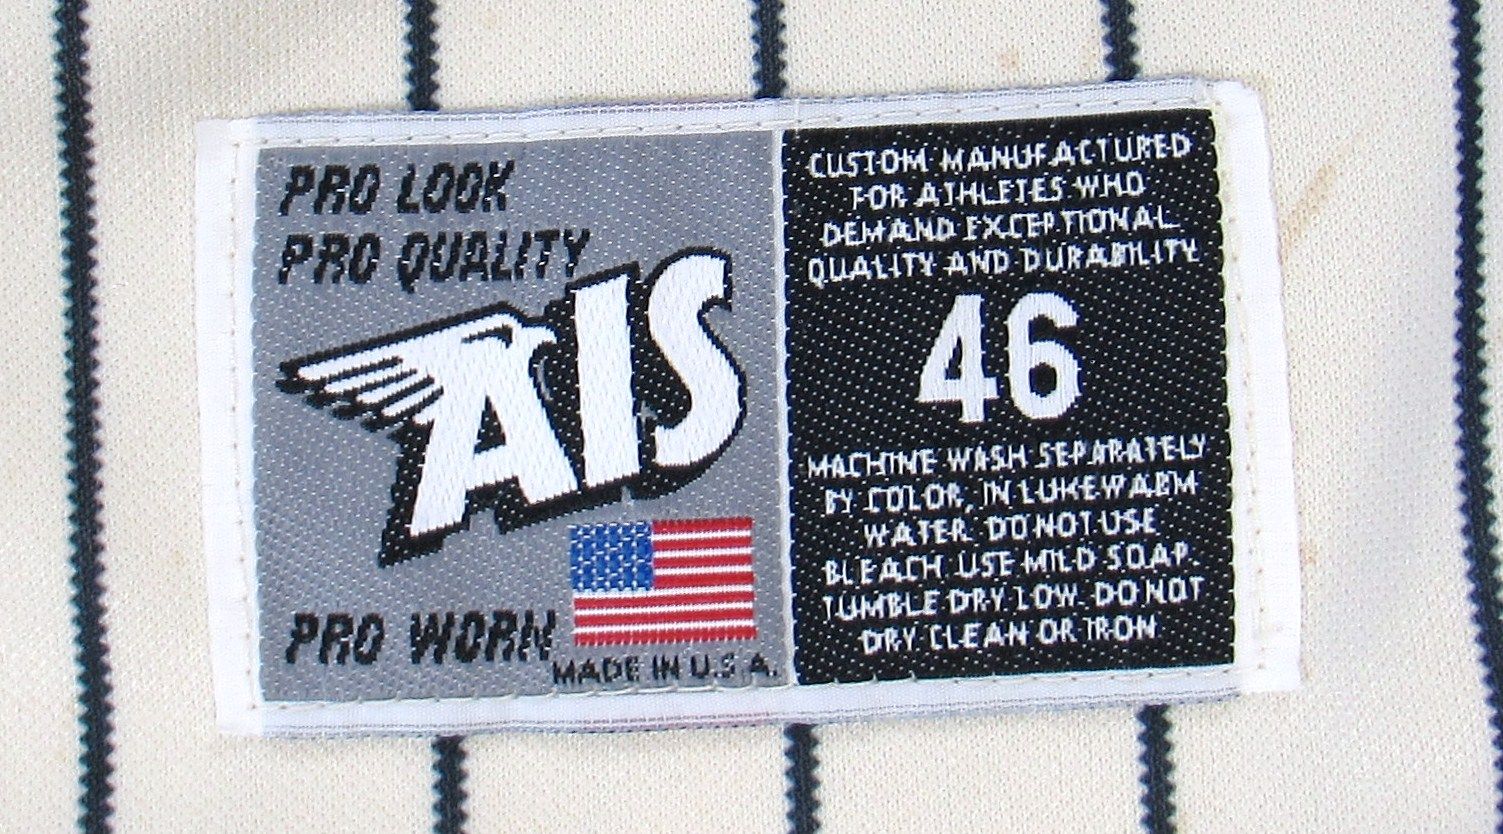 PRO LOOK
PRO QUALITY
AIS
PRO WORN
MADE IN U.S.A.
CUSTOM MANUFACTURED
FOR ATHLETES WHO
DEMAND EXCEPTIONAL
QUALITY AND DURABILITY
46
MACHINE WASH SEPARATELY
BY COLOR, IN LUKEWARM
WATER. DO NOT USE
BLEACH. USE MILD SOAP.
TUMBLE DRY LOW. DO NOT
DRY CLEAN OR IRON